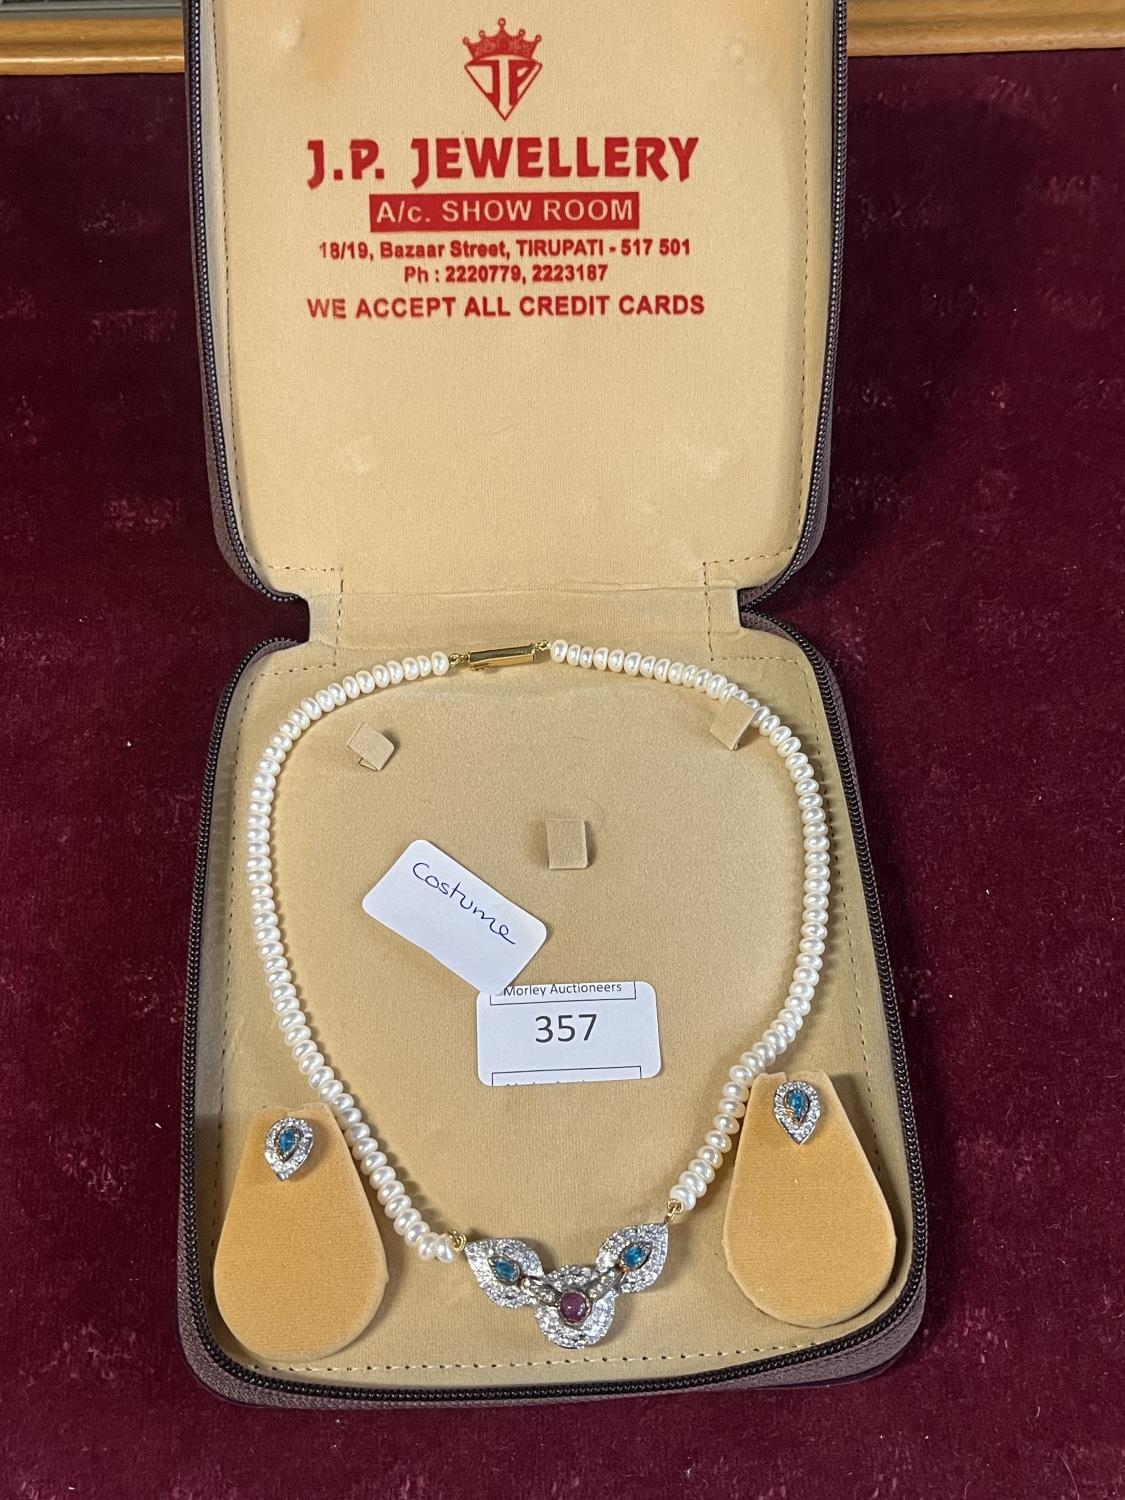 JP
J.P. JEWELLERY
A/c. SHOW ROOM
18/19, Bazaar Street, TIRUPATI - 517 501
Ph : 2220779, 2223187
WE ACCEPT ALL CREDIT CARDS
Costume
Morley Auctioneers
357